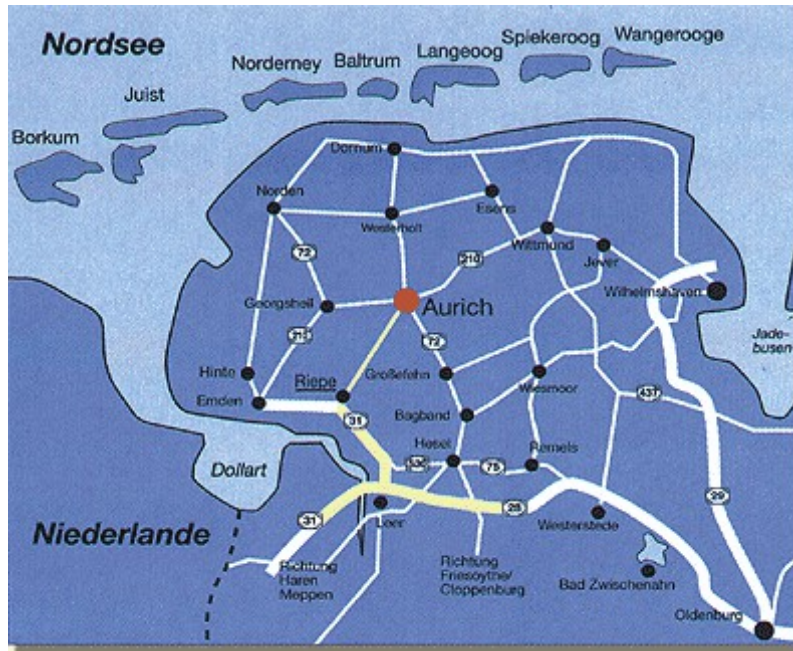 Nordsee
Norderney
Baltrum
Langeoog
Spiekeroog
Wangerooge
Juist
Borkum
Dornum
Norden
Westerholt
Esens
Wittmund
Jever
72
210
Wilhelmshaven
Georgsheil
Aurich
210
72
Jade-
busen
Hinte
Riepe
Großefehn
Wiesmoor
Emden
31
Bagband
437
Dollart
Hesel
Remels
530
75
29
Niederlande
31
Leer
28
Westerstede
Richtung
Haren
Meppen
Richtung
Friesoythe/
Cloppenburg
Bad Zwischenahn
Oldenburg